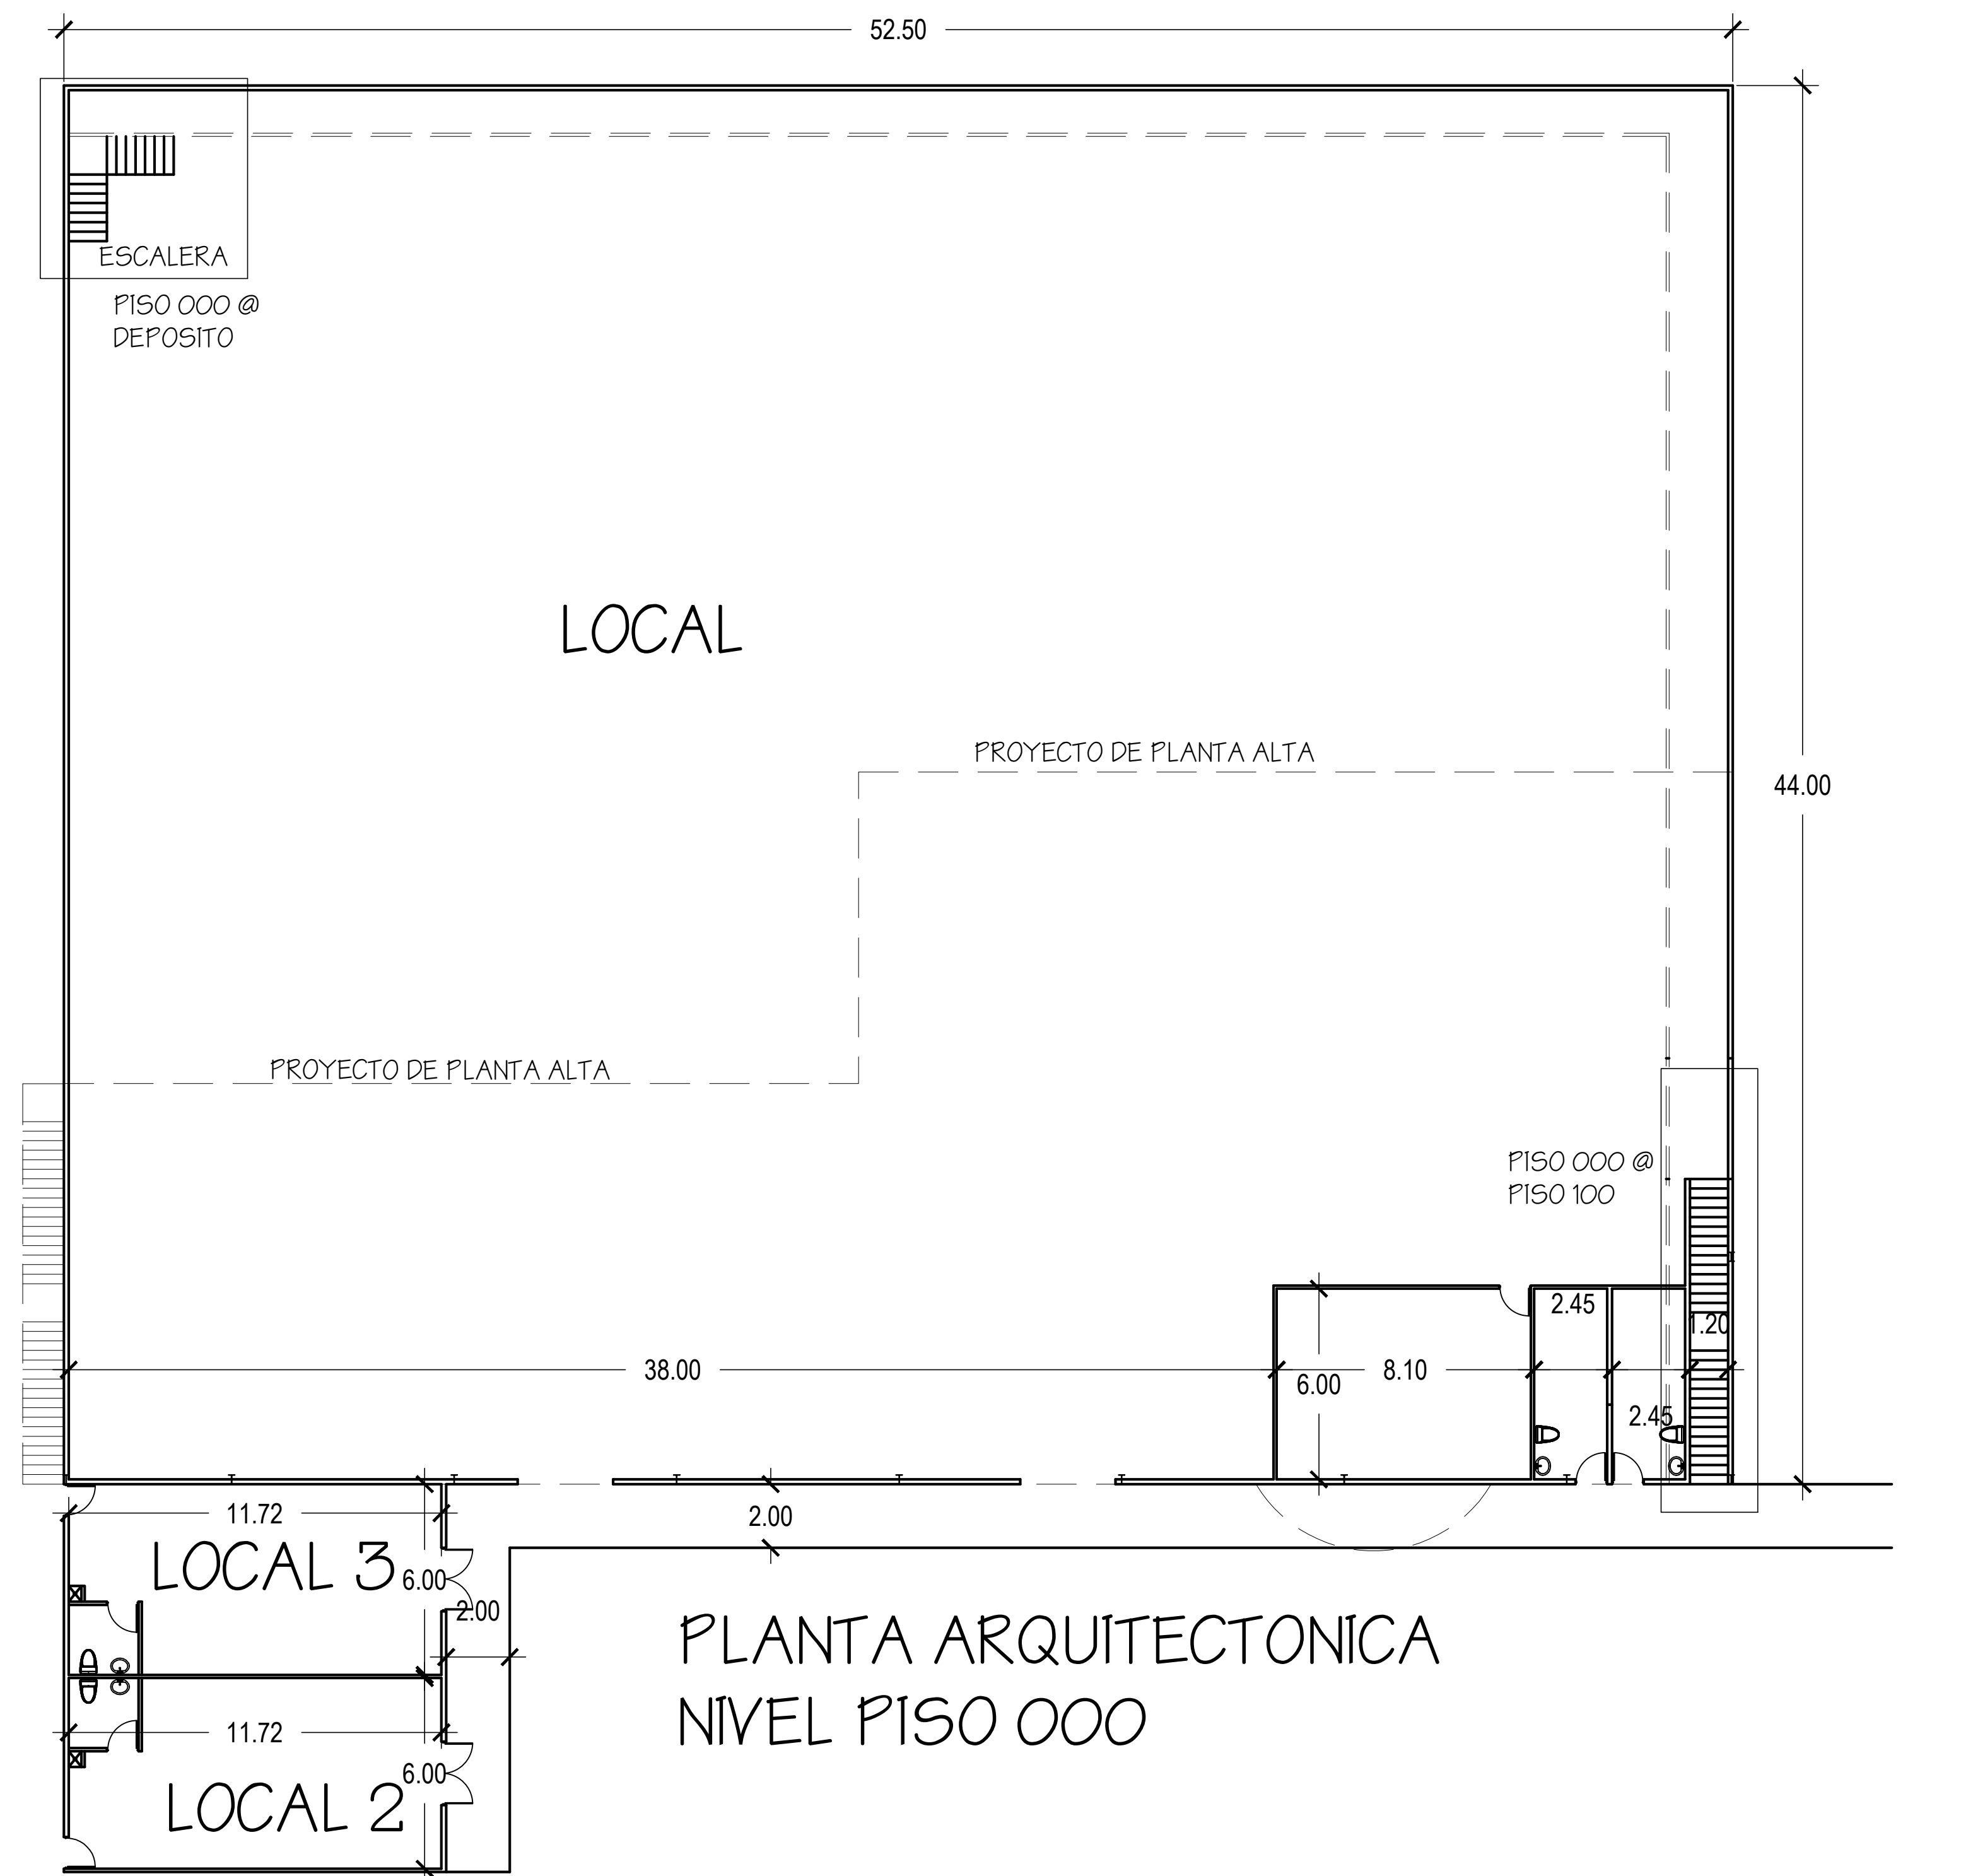 52.50
ESCALERA
PISO 000 @
DEPOSITO
LOCAL
PROYECTO DE PLANTA ALTA
44.00
PROYECTO DE PLANTA ALTA
PISO 000 @
PISO 100
2.45
1.20
38.00
8.10
6.00
2.45
11.72
2.00
LOCAL 3
6.00
2.00
PLANTA ARQUITECTONICA
NIVEL PISO 000
11.72
6.00
LOCAL 2